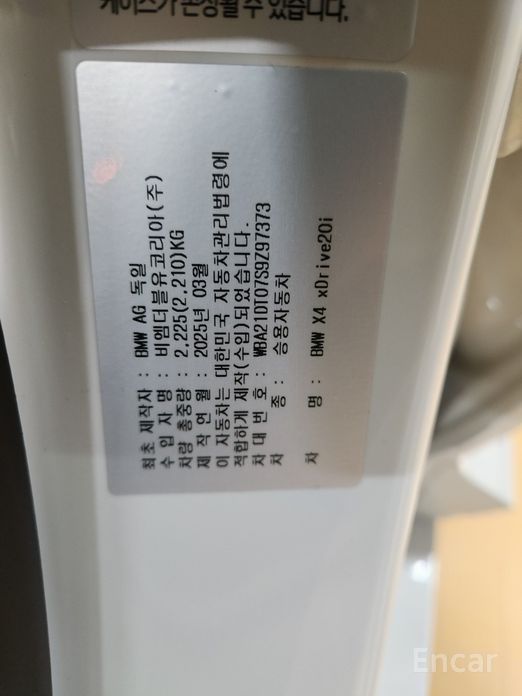 케이스가 손상될 수 있습니다.
최초 제작자 : BMW AG 독일
수 입 자 명 : 비엠더블유코리아(주)
차량 총중량 : 2,225(2,210)KG
제 작 연 월 : 2025년 03월
이 자동차는 대한민국 자동차관리법령에
적합하게 제작(수입)되었습니다.
차 대 번 호 : WBA21DT07S9Z97373
차 종 : 승용자동차
차 명 : BMW X4 xDrive20i
Encar